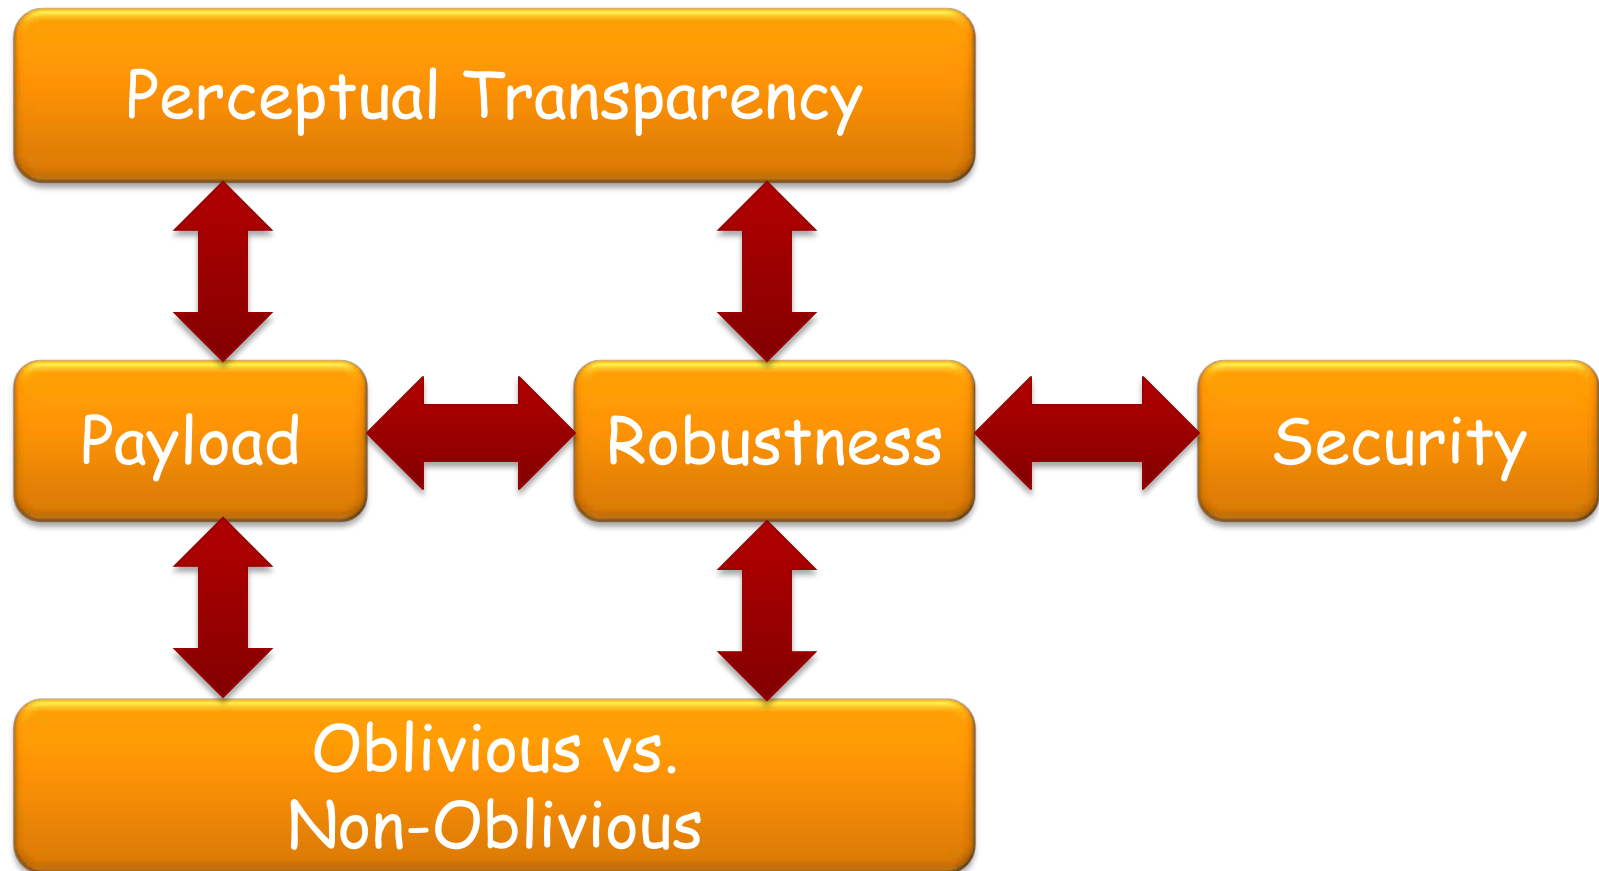 Perceptual Transparency
Payload
Robustness
Security
Oblivious vs.
Non-Oblivious